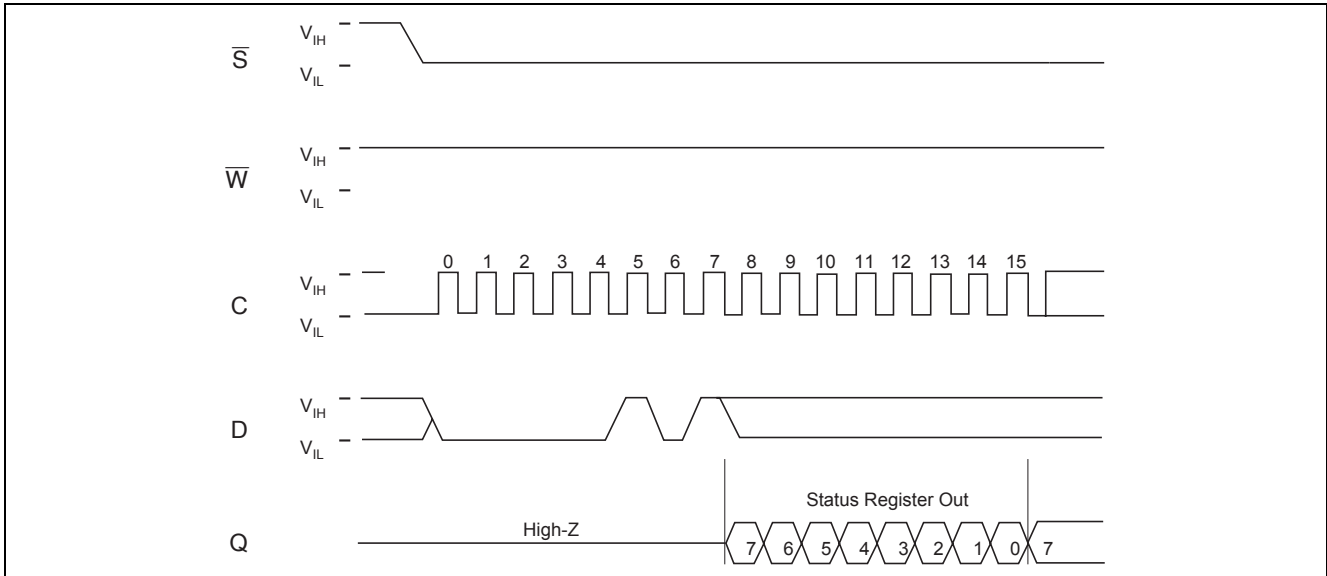 S̅
V_IH
V_IL
W̅
V_IH
V_IL
C
V_IH
V_IL
0 1 2 3 4 5 6 7 8 9 10 11 12 13 14 15
D
V_IH
V_IL
Q
High-Z
Status Register Out
7 6 5 4 3 2 1 0 7